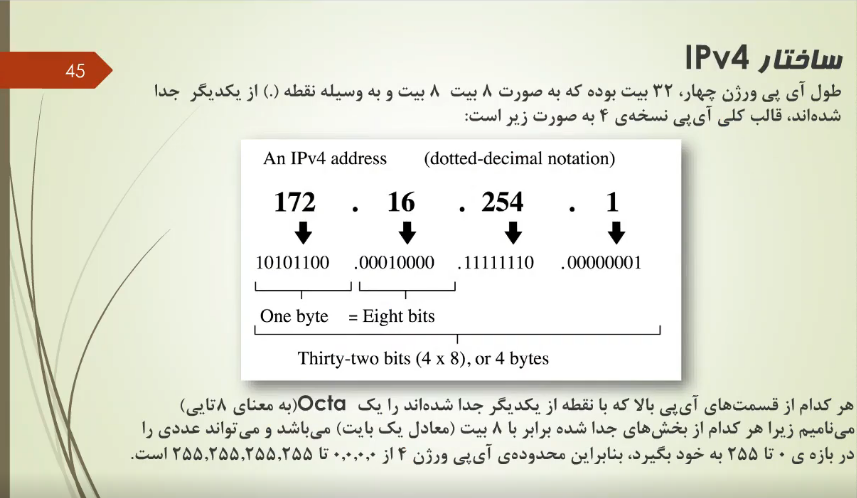 45
ساختار IPv4
طول آی پی ورژن چهار، ۳۲ بیت بوده که به صورت ۸ بیت ۸ بیت و به وسیله نقطه (.) از یکدیگر جدا
شده‌اند، قالب کلی آی‌پی نسخه‌ی ۴ به صورت زیر است:
An IPv4 address (dotted-decimal notation)
172 . 16 . 254 . 1
10101100 .00010000 .11111110 .00000001
One byte = Eight bits
Thirty-two bits (4 x 8), or 4 bytes
هر کدام از قسمت‌های آی‌پی بالا که با نقطه از یکدیگر جدا شده‌اند را یک Octa(به معنای ۸تایی)
می‌نامیم زیرا هر کدام از بخش‌های جدا شده برابر با ۸ بیت (معادل یک بایت) می‌باشد و می‌تواند عددی را
در بازه ی ۰ تا ۲۵۵ به خود بگیرد، بنابراین محدوده‌ی آی‌پی ورژن ۴ از ۰,۰,۰,۰ تا ۲۵۵,۲۵۵,۲۵۵,۲۵۵ است.